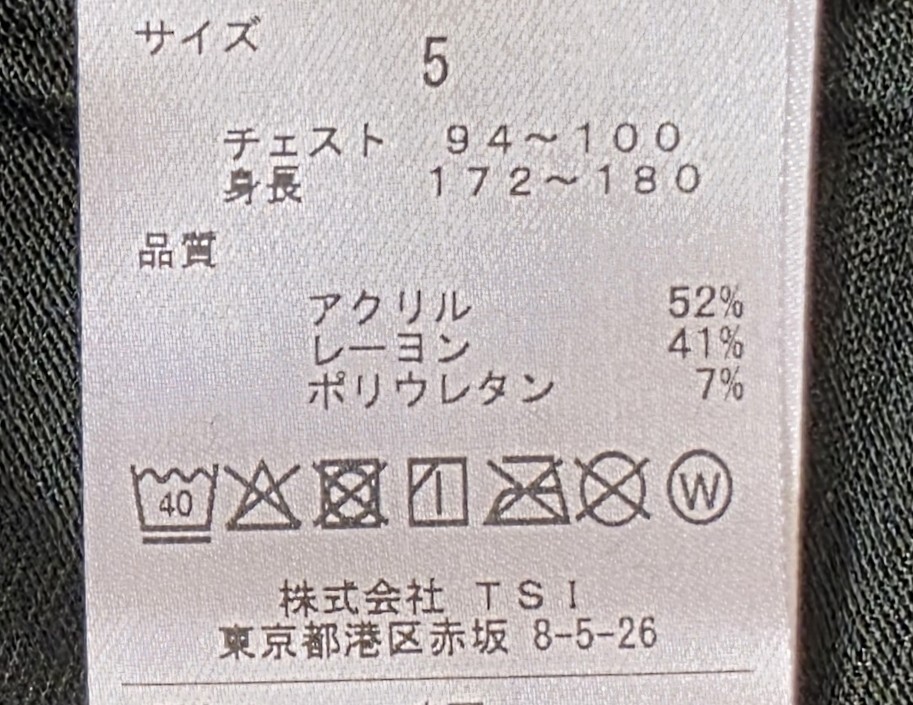 サイズ
5
チェスト 94~100
身長 172~180
品質
アクリル 52%
レーヨン 41%
ポリウレタン 7%
40 W
株式会社 TSI
東京都港区赤坂 8-5-26